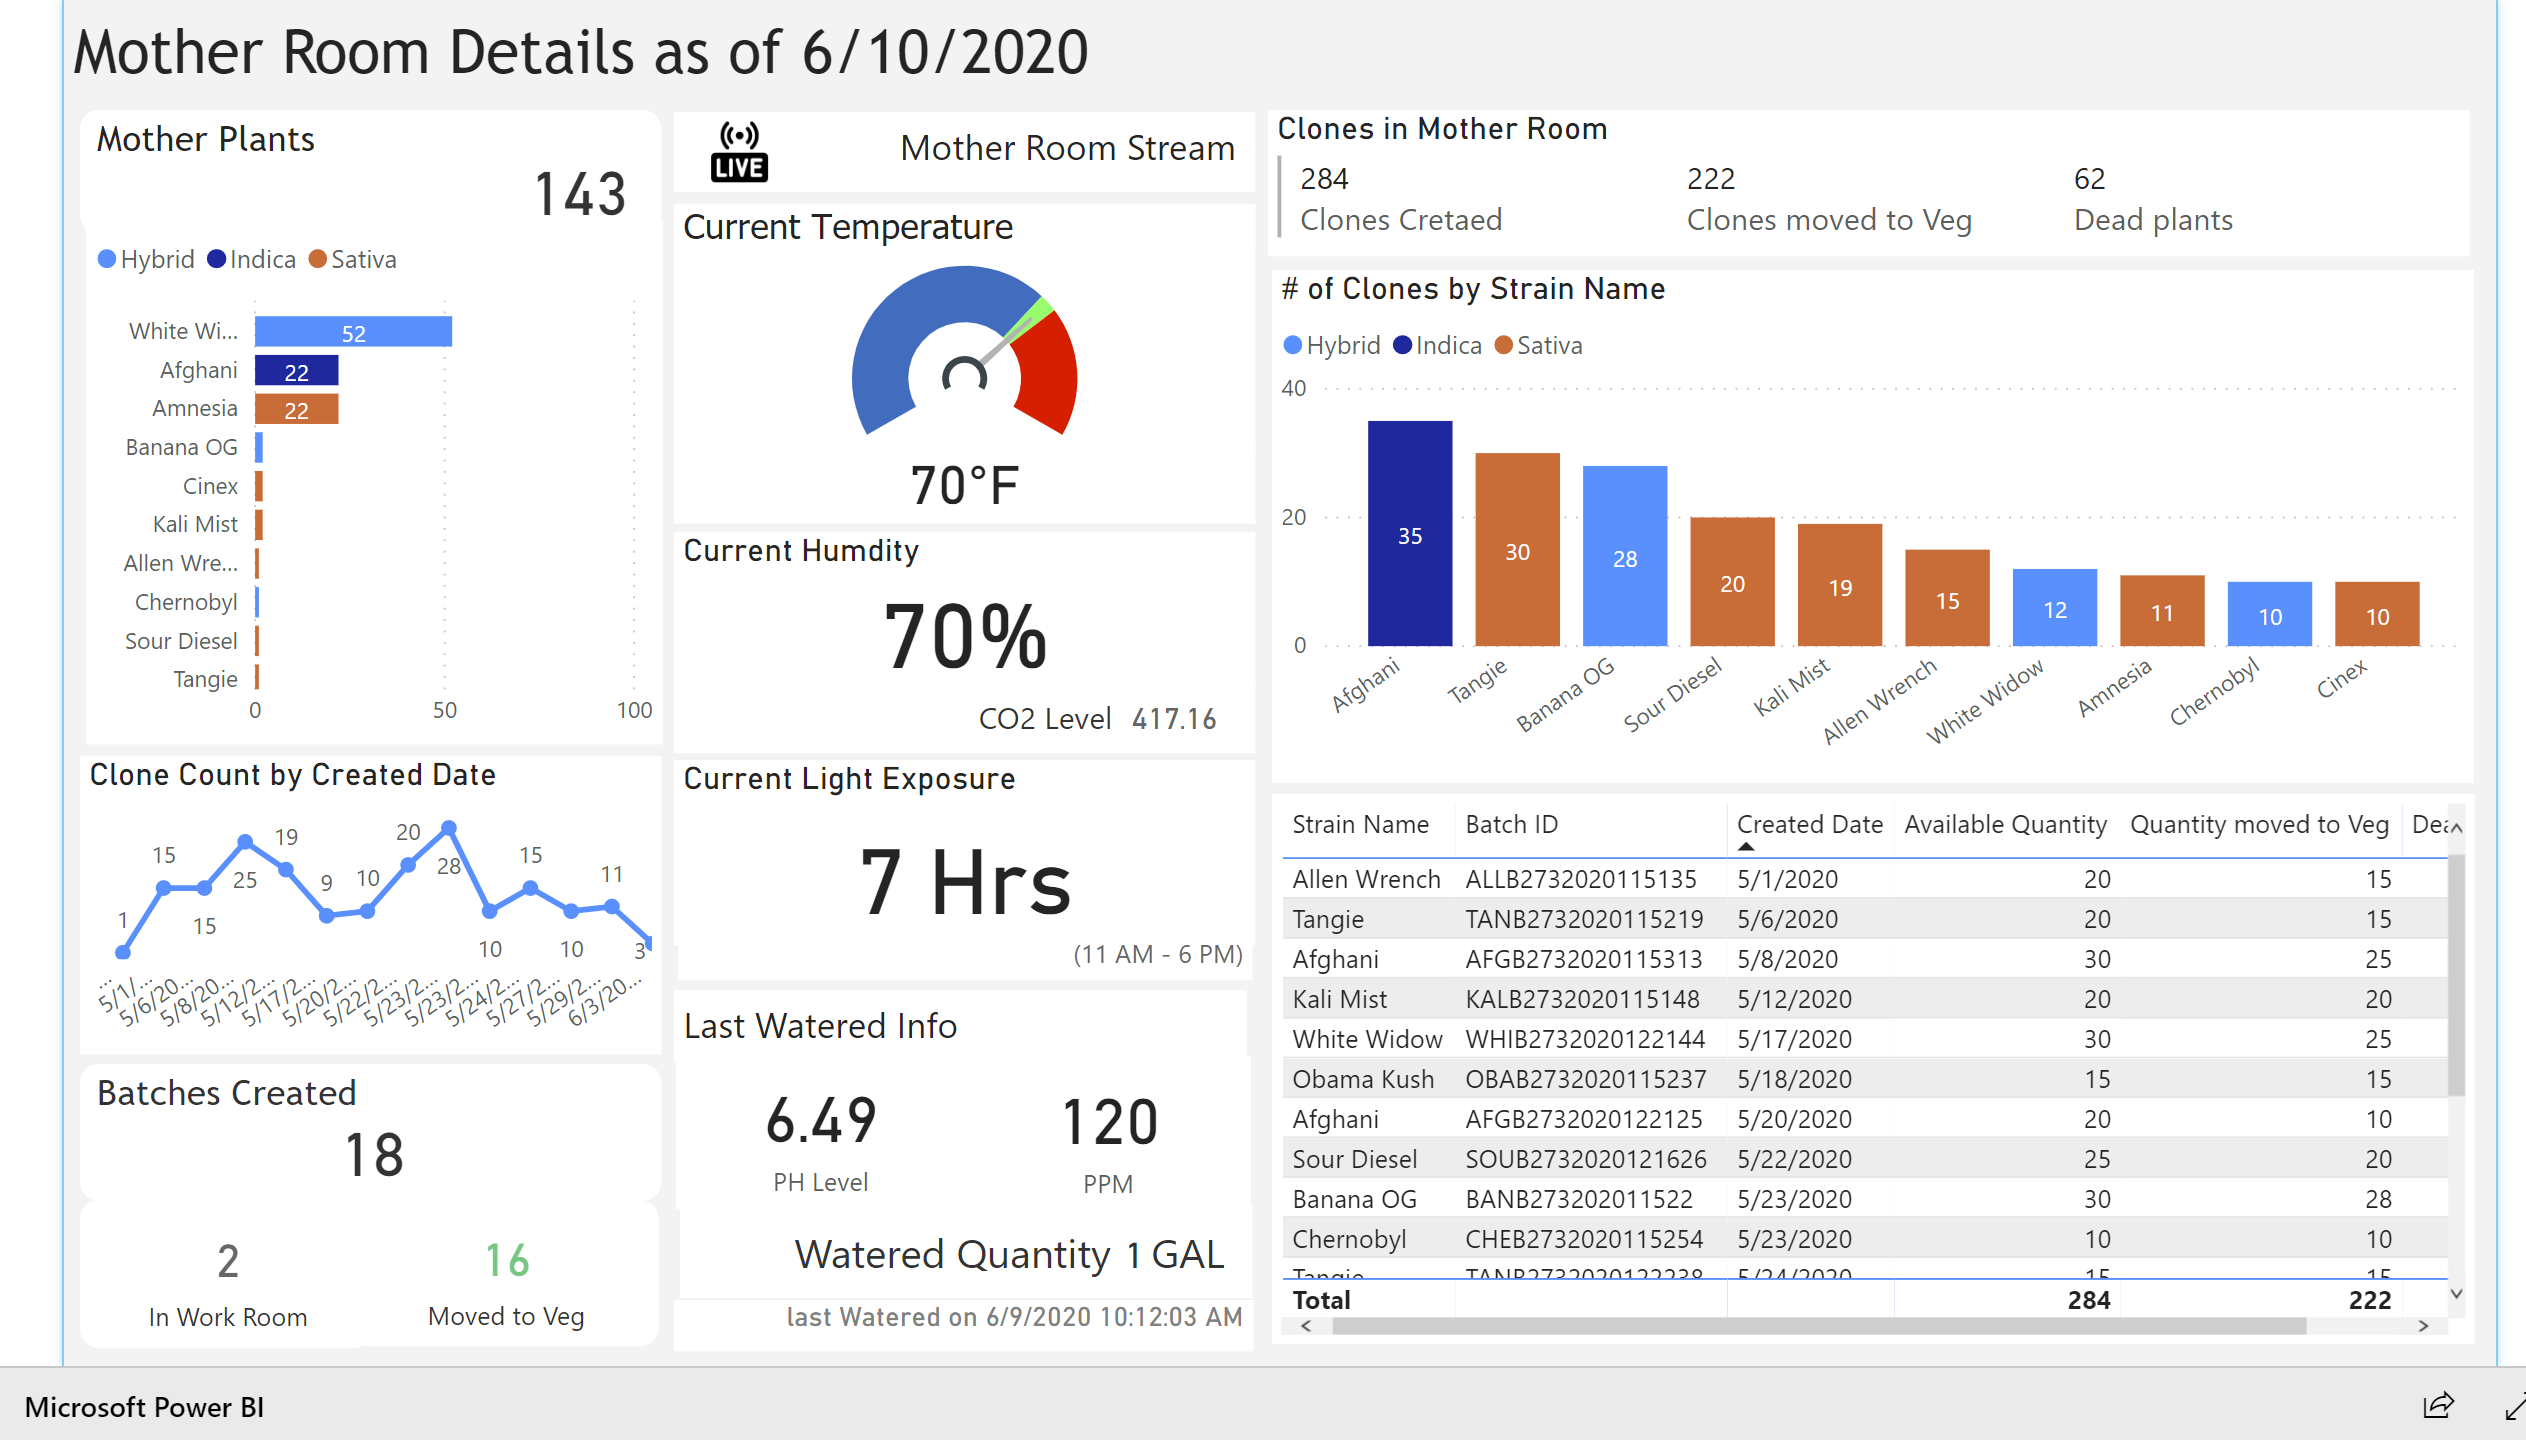 Mother Room Details as of 6/10/2020
Mother Plants
143
Hybrid Indica Sativa
White Wi... 52
Afghani 22
Amnesia 22
Banana OG
Cinex
Kali Mist
Allen Wre...
Chernobyl
Sour Diesel
Tangie
0 50 100
Clone Count by Created Date
1 15 15 25 19 9 10 20 28 10 15 10 11 3
5/1/... 5/6/20... 5/8/20... 5/12/2... 5/17/2... 5/20/2... 5/22/2... 5/23/2... 5/23/2... 5/24/2... 5/27/2... 5/29/2... 6/3/20...
Batches Created
18
2 16
In Work Room Moved to Veg
LIVE Mother Room Stream
Current Temperature
70°F
Current Humdity
70%
CO2 Level 417.16
Current Light Exposure
7 Hrs
(11 AM - 6 PM)
Last Watered Info
6.49 120
PH Level PPM
Watered Quantity 1 GAL
last Watered on 6/9/2020 10:12:03 AM
Clones in Mother Room
284 222 62
Clones Cretaed Clones moved to Veg Dead plants
# of Clones by Strain Name
Hybrid Indica Sativa
40
20
0
35 30 28 20 19 15 12 11 10 10
Afghani Tangie Banana OG Sour Diesel Kali Mist Allen Wrench White Widow Amnesia Chernobyl Cinex
Strain Name Batch ID Created Date Available Quantity Quantity moved to Veg
Allen Wrench ALLB2732020115135 5/1/2020 20 15
Tangie TANB2732020115219 5/6/2020 20 15
Afghani AFGB2732020115313 5/8/2020 30 25
Kali Mist KALB2732020115148 5/12/2020 20 20
White Widow WHIB2732020122144 5/17/2020 30 25
Obama Kush OBAB2732020115237 5/18/2020 15 15
Afghani AFGB2732020122125 5/20/2020 20 10
Sour Diesel SOUB2732020121626 5/22/2020 25 20
Banana OG BANB273202011522 5/23/2020 30 28
Chernobyl CHEB2732020115254 5/23/2020 10 10
Tangie TANB2732020122238 5/24/2020 15 15
Total 284 222
Microsoft Power BI